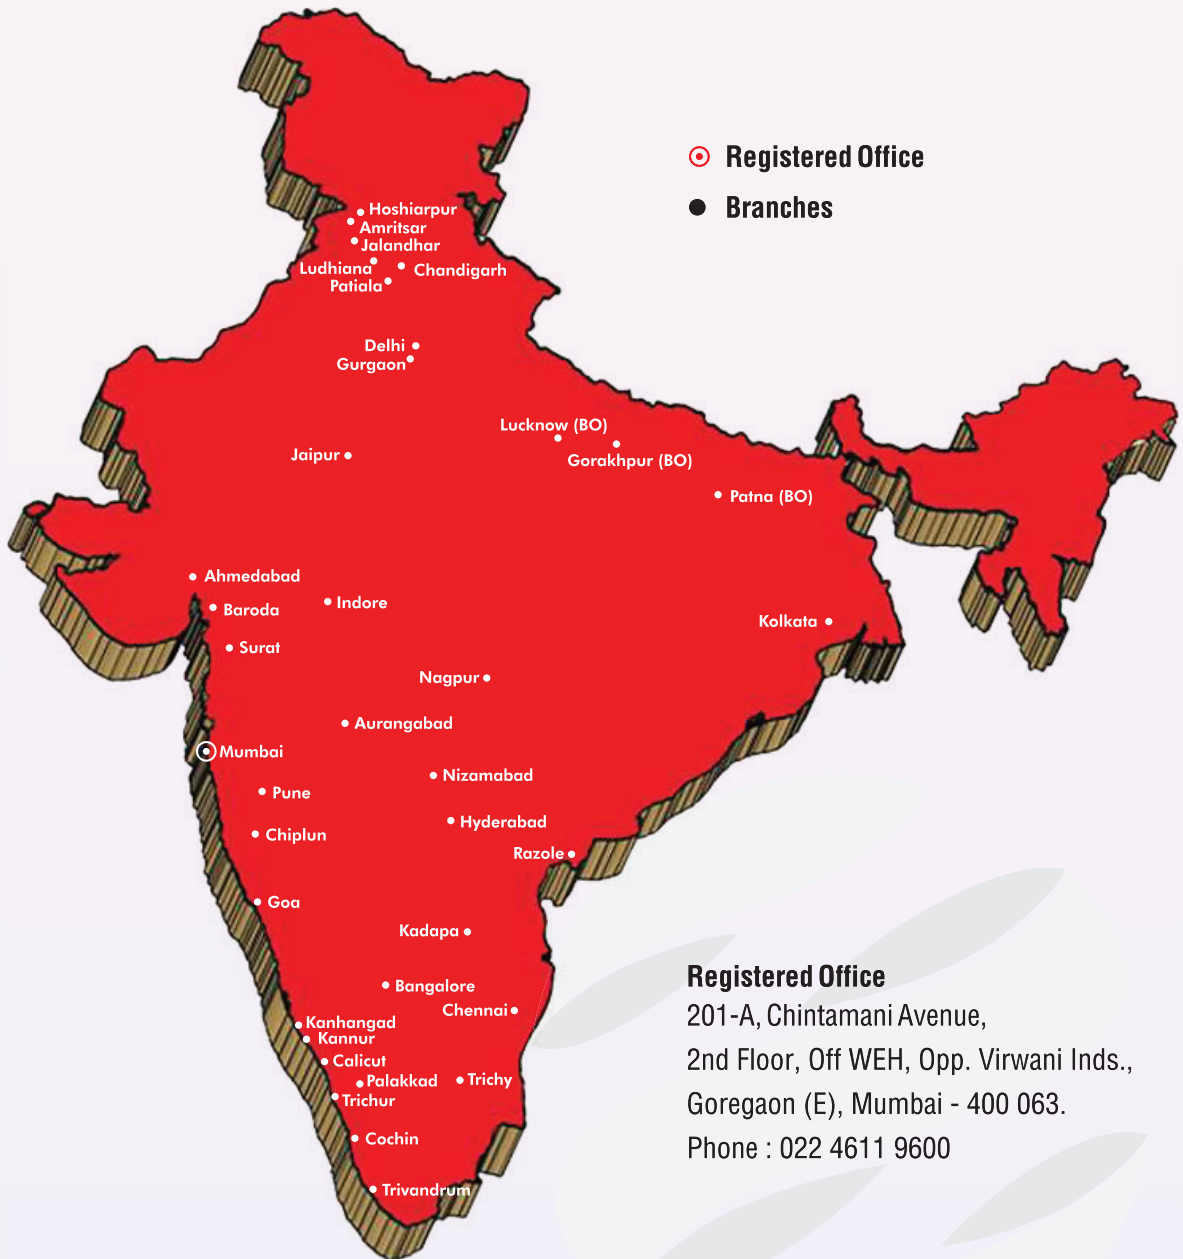 Registered Office
Branches
Hoshiarpur
Amritsar
Jalandhar
Ludhiana
Chandigarh
Patiala
Delhi
Gurgaon
Lucknow (BO)
Jaipur
Gorakhpur (BO)
Patna (BO)
Ahmedabad
Indore
Baroda
Kolkata
Surat
Nagpur
Aurangabad
Mumbai
Nizamabad
Pune
Hyderabad
Chiplun
Razole
Goa
Kadapa
Bangalore
Chennai
Kanhangad
Kannur
Calicut
Palakkad
Trichy
Trichur
Cochin
Trivandrum
Registered Office
201-A, Chintamani Avenue,
2nd Floor, Off WEH, Opp. Virwani Inds.,
Goregaon (E), Mumbai - 400 063.
Phone : 022 4611 9600